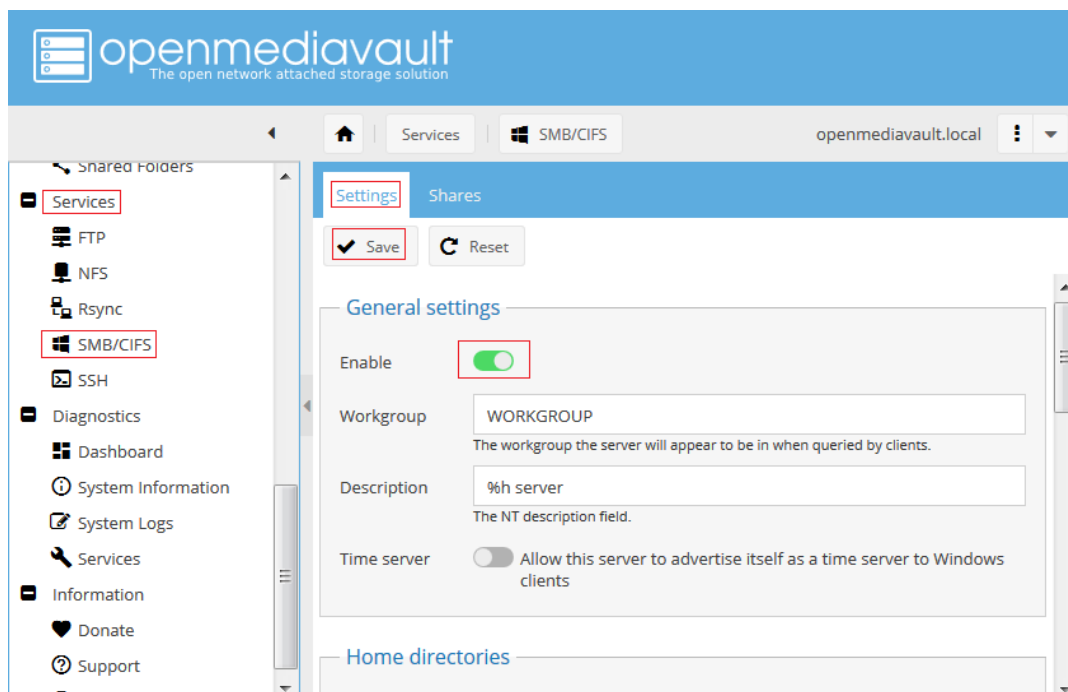 openmediavault
The open network attached storage solution
Services
SMB/CIFS
openmediavault.local
Shared Folders
Services
FTP
NFS
Rsync
SMB/CIFS
SSH
Diagnostics
Dashboard
System Information
System Logs
Services
Information
Donate
Support
Settings
Shares
Save
Reset
General settings
Enable
Workgroup
WORKGROUP
The workgroup the server will appear to be in when queried by clients.
Description
%h server
The NT description field.
Time server
Allow this server to advertise itself as a time server to Windows
clients
Home directories